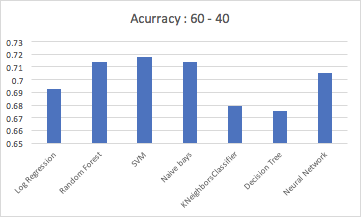 Acurracy : 60 - 40
0.73
0.72
0.71
0.7
0.69
0.68
0.67
0.66
0.65
Log Regression
Random Forest
SVM
Naive bays
KNeighborsClassifier
Decision Tree
Neural Network